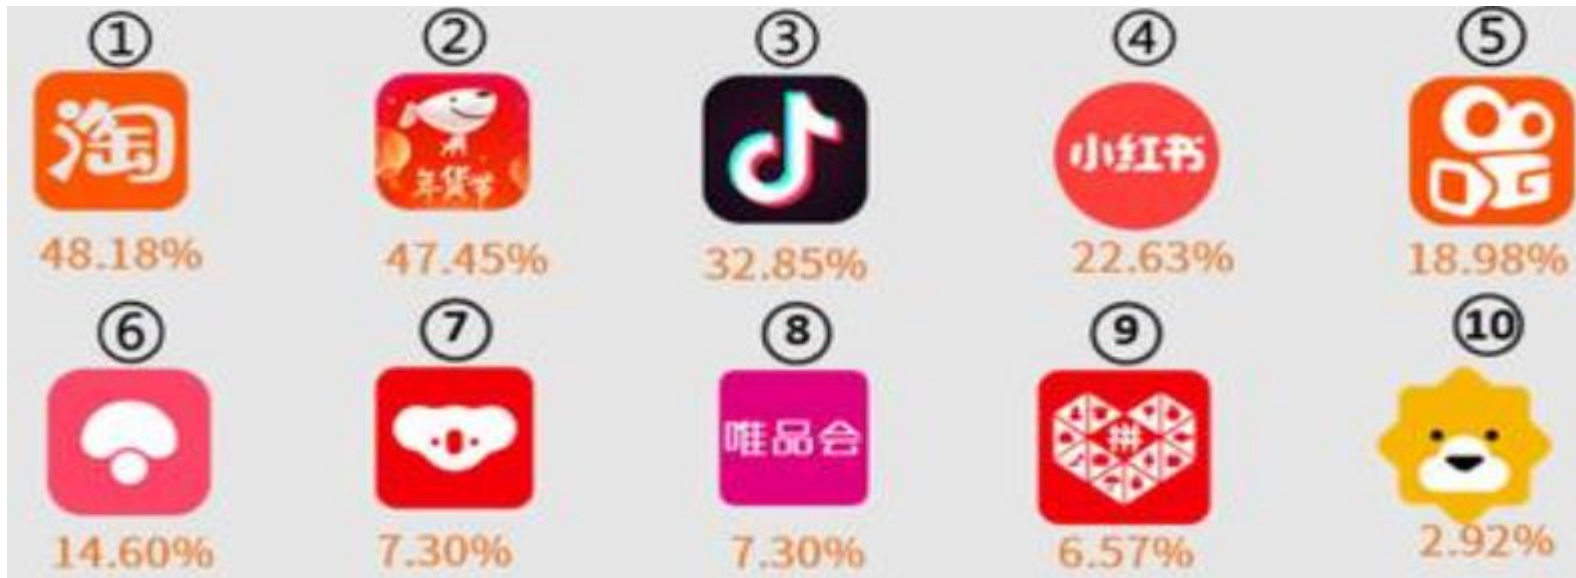 ① ② ③ ④ ⑤
淘 年货节 小红书
48.18% 47.45% 32.85% 22.63% 18.98%
⑥ ⑦ ⑧ ⑨ ⑩
唯品会 拼
14.60% 7.30% 7.30% 6.57% 2.92%